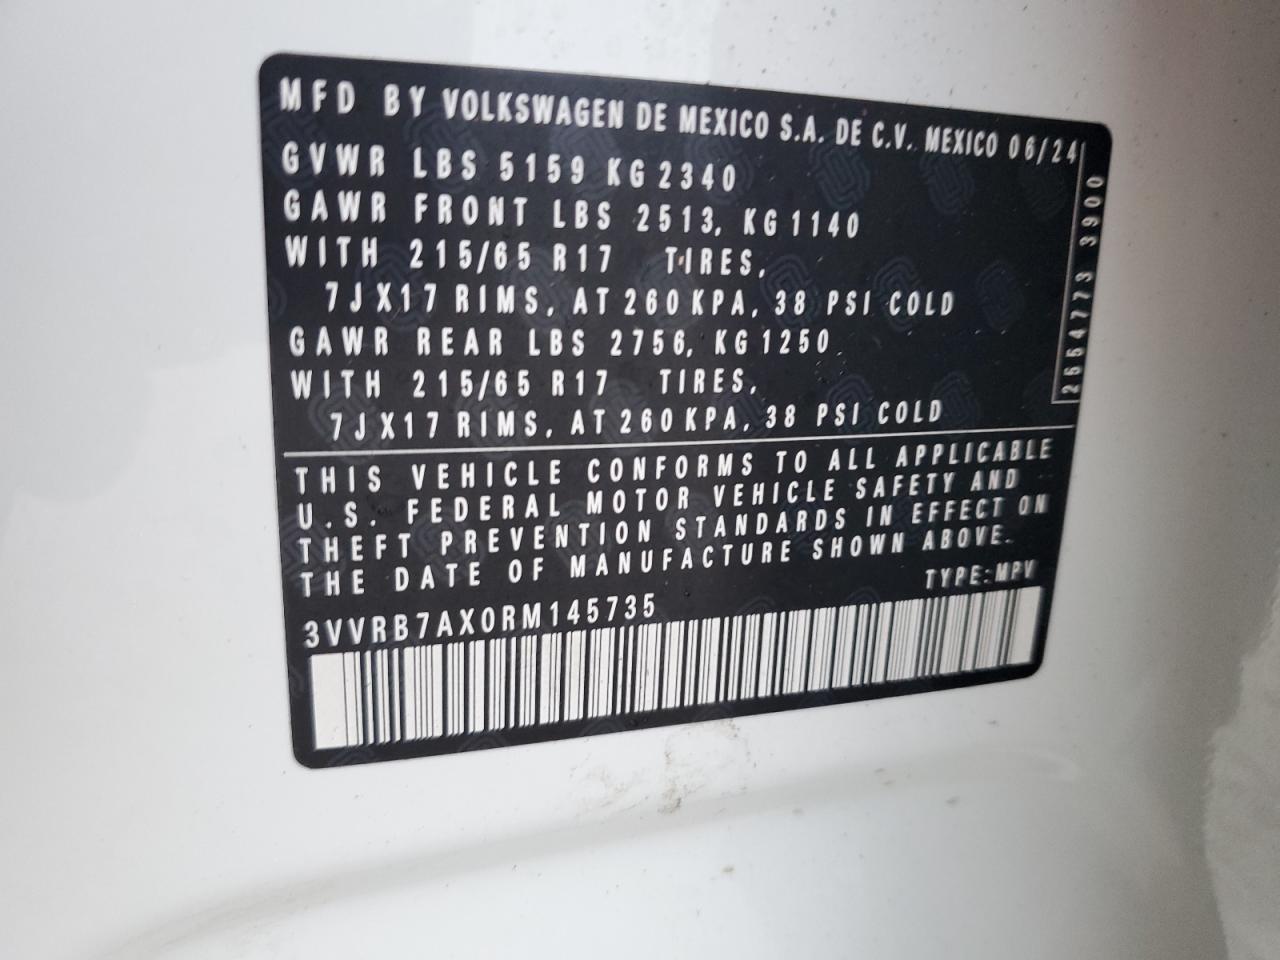 MFD BY VOLKSWAGEN DE MEXICO S.A. DE C.V. MEXICO 06/24
GVWR LBS 5159 KG 2340
GAWR FRONT LBS 2513, KG 1140
WITH 215/65 R17 TIRES,
7JX17 RIMS, AT 260 KPA, 38 PSI COLD
GAWR REAR LBS 2756, KG 1250
WITH 215/65 R17 TIRES,
7JX17 RIMS, AT 260 KPA, 38 PSI COLD
2554773 3900
THIS VEHICLE CONFORMS TO ALL APPLICABLE
U.S. FEDERAL MOTOR VEHICLE SAFETY AND
THEFT PREVENTION STANDARDS IN EFFECT ON
THE DATE OF MANUFACTURE SHOWN ABOVE.
TYPE:MPV
3VVRB7AX0RM145735